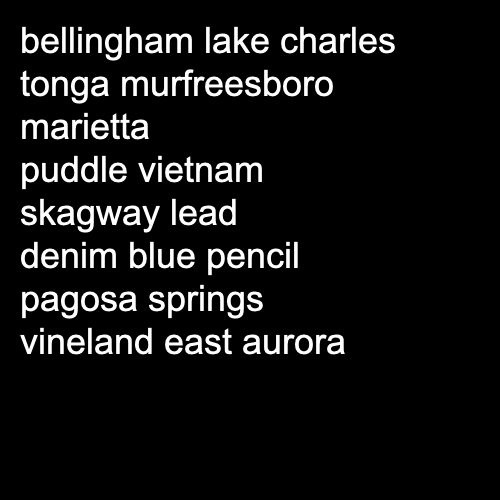 bellingham lake charles
tonga murfreesboro
marietta
puddle vietnam
skagway lead
denim blue pencil
pagosa springs
vineland east aurora